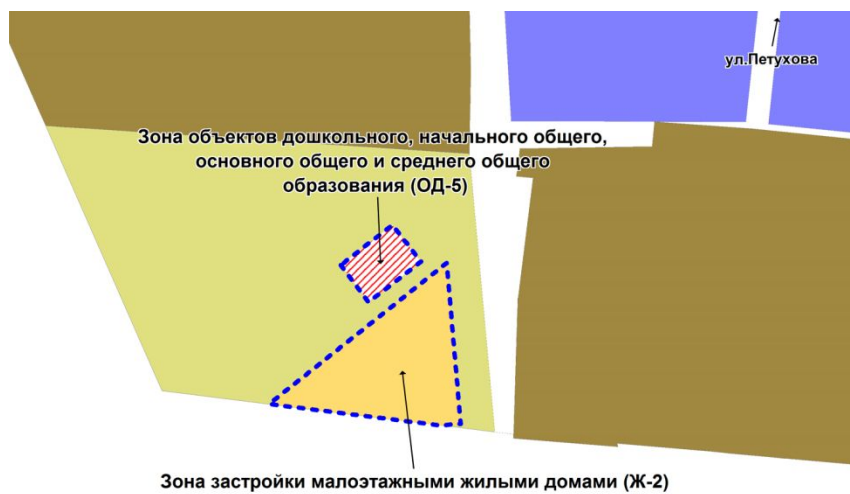 ул.Петухова
Зона объектов дошкольного, начального общего,
основного общего и среднего общего
образования (ОД-5)
Зона застройки малоэтажными жилыми домами (Ж-2)